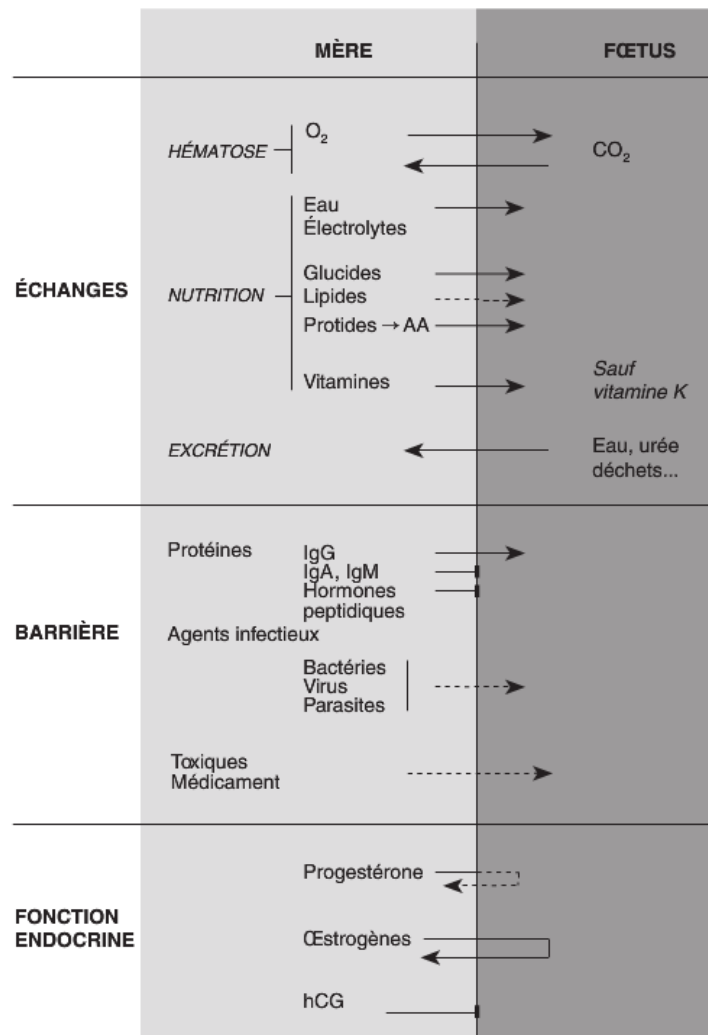 MÈRE FŒTUS
HÉMATOSE O₂ CO₂
Eau
Électrolytes
Glucides
ÉCHANGES NUTRITION Lipides
Protides → AA
Vitamines Sauf
vitamine K
EXCRÉTION Eau, urée
déchets...
Protéines IgG
IgA, IgM
Hormones
peptidiques
BARRIÈRE Agents infectieux
Bactéries
Virus
Parasites
Toxiques
Médicament
Progestérone
FONCTION
ENDOCRINE Œstrogènes
hCG